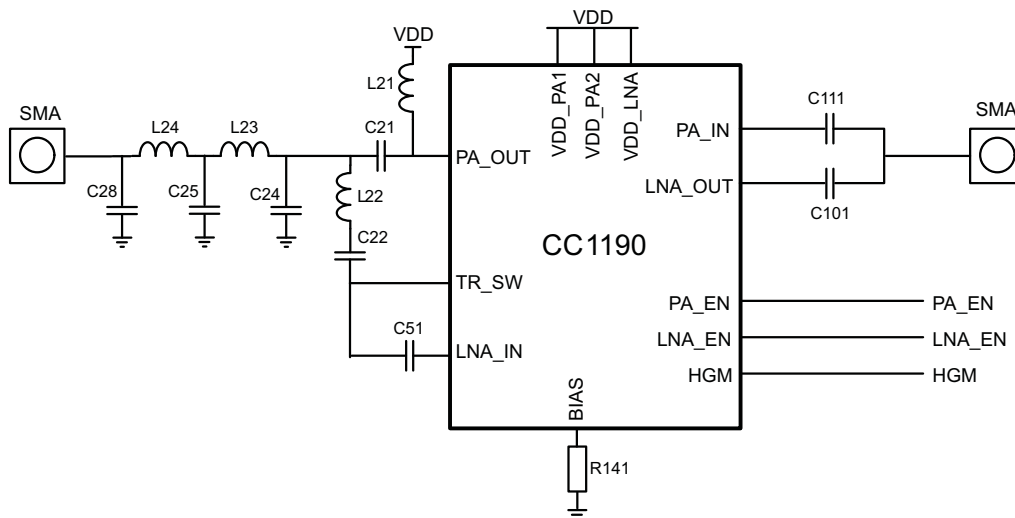 VDD
VDD
L21
SMA
L24
L23
C21
C28
C25
C24
L22
C22
C51
PA_OUT
TR_SW
LNA_IN
VDD_PA1
VDD_PA2
VDD_LNA
CC1190
BIAS
R141
PA_IN
LNA_OUT
PA_EN
LNA_EN
HGM
C111
C101
SMA
PA_EN
LNA_EN
HGM